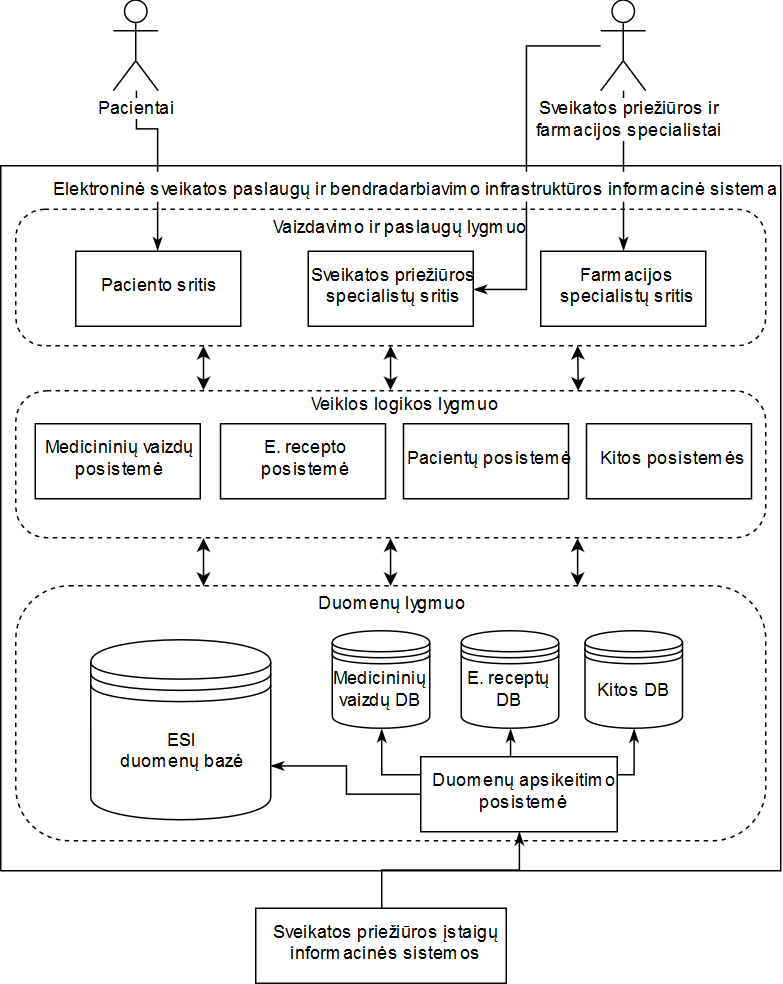 Pacientai
Sveikatos priežiūros ir
farmacijos specialistai
Elektroninė sveikatos paslaugų ir bendradarbiavimo infrastruktūros informacinė sistema
Vaizdavimo ir paslaugų lygmuo
Paciento sritis
Sveikatos priežiūros
specialistų sritis
Farmacijos
specialistų sritis
Veiklos logikos lygmuo
Medicininių vaizdų
posistemė
E. recepto
posistemė
Pacientų posistemė
Kitos posistemės
Duomenų lygmuo
ESI
duomenų bazė
Medicininių
vaizdų DB
E. receptų
DB
Kitos DB
Duomenų apsikeitimo
posistemė
Sveikatos priežiūros įstaigų
informacinės sistemos